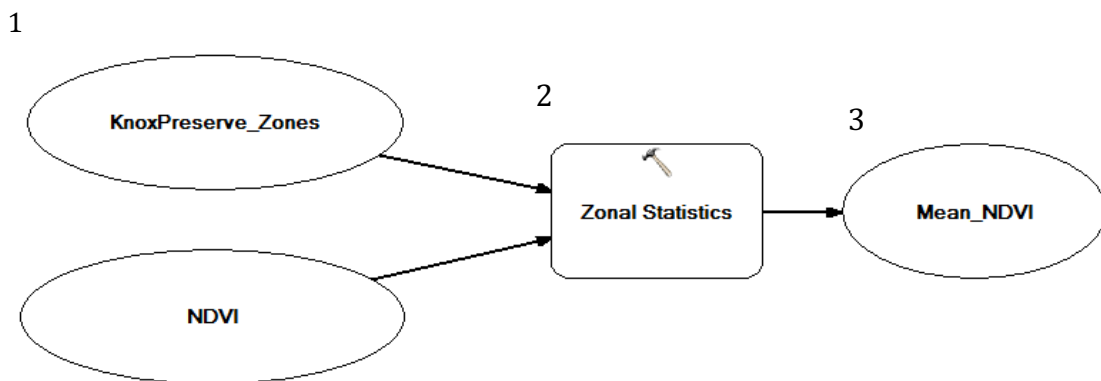 1
KnoxPreserve_Zones
2
Zonal Statistics
3
Mean_NDVI
NDVI